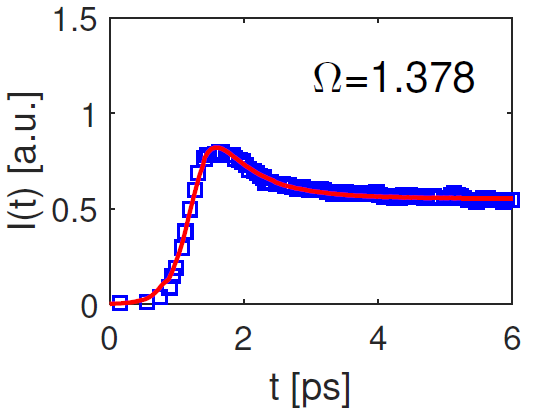 1.5
Ω=1.378
1
0.5
0
I(t) [a.u.]
0 2 4 6
t [ps]